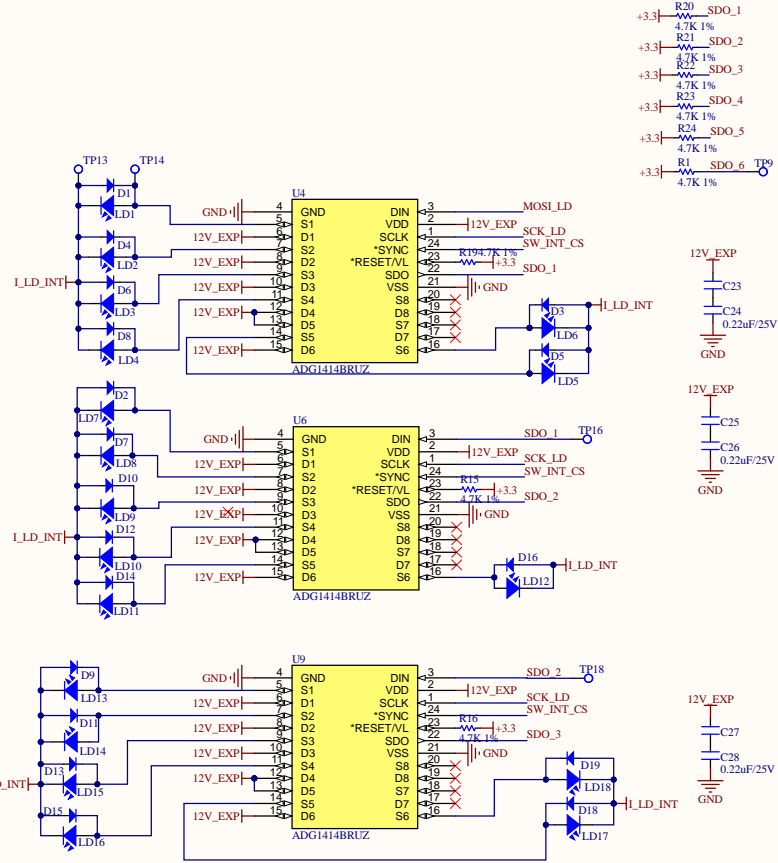 R20
+3.3 SDO_1
4.7K 1%
R21
+3.3 SDO_2
4.7K 1%
R22
+3.3 SDO_3
4.7K 1%
R23
+3.3 SDO_4
4.7K 1%
R24
+3.3 SDO_5
4.7K 1%
R1
+3.3 SDO_6 TP9
4.7K 1%
TP13 TP14
D1
LD1
D4
LD2
I_LD_INT
D6
LD3
D8
LD4
U4
GND 4 GND DIN 3 MOSI_LD
5 S1 VDD 2 12V_EXP
12V_EXP 6 D1 SCLK 1 SCK_LD
7 S2 *SYNC 24 SW_INT_CS
12V_EXP 8 D2 *RESET/VL 23 R19 4.7K 1% +3.3
9 S3 SDO 22 SDO_1
12V_EXP 10 D3 VSS 21 GND
11 S4 S8 20
12V_EXP 12 D4 D8 19
13 D5 S7 18
14 S5 D7 17
12V_EXP 15 D6 S6 16
ADG1414BRUZ
D3 I_LD_INT
LD6
D5
LD5
12V_EXP
C23
C24
0.22uF/25V
GND
D2
LD7
D7
LD8
D10
LD9
I_LD_INT
D12
LD10
D14
LD11
U6
GND 4 GND DIN 3 SDO_1 TP16
5 S1 VDD 2 12V_EXP
12V_EXP 6 D1 SCLK 1 SCK_LD
7 S2 *SYNC 24 SW_INT_CS
12V_EXP 8 D2 *RESET/VL 23 R15 4.7K 1% +3.3
9 S3 SDO 22 SDO_2
12V_EXP 10 D3 VSS 21 GND
11 S4 S8 20
12V_EXP 12 D4 D8 19
13 D5 S7 18
14 S5 D7 17
12V_EXP 15 D6 S6 16
ADG1414BRUZ
D16 I_LD_INT
LD12
12V_EXP
C25
C26
0.22uF/25V
GND
D9
LD13
D11
LD14
D13
D_INT
LD15
D15
LD16
U9
GND 4 GND DIN 3 SDO_2 TP18
5 S1 VDD 2 12V_EXP
12V_EXP 6 D1 SCLK 1 SCK_LD
7 S2 *SYNC 24 SW_INT_CS
12V_EXP 8 D2 *RESET/VL 23 R16 4.7K 1% +3.3
9 S3 SDO 22 SDO_3
12V_EXP 10 D3 VSS 21 GND
11 S4 S8 20
12V_EXP 12 D4 D8 19
13 D5 S7 18
14 S5 D7 17
12V_EXP 15 D6 S6 16
ADG1414BRUZ
D19
LD18
D18 I_LD_INT
LD17
12V_EXP
C27
C28
0.22uF/25V
GND